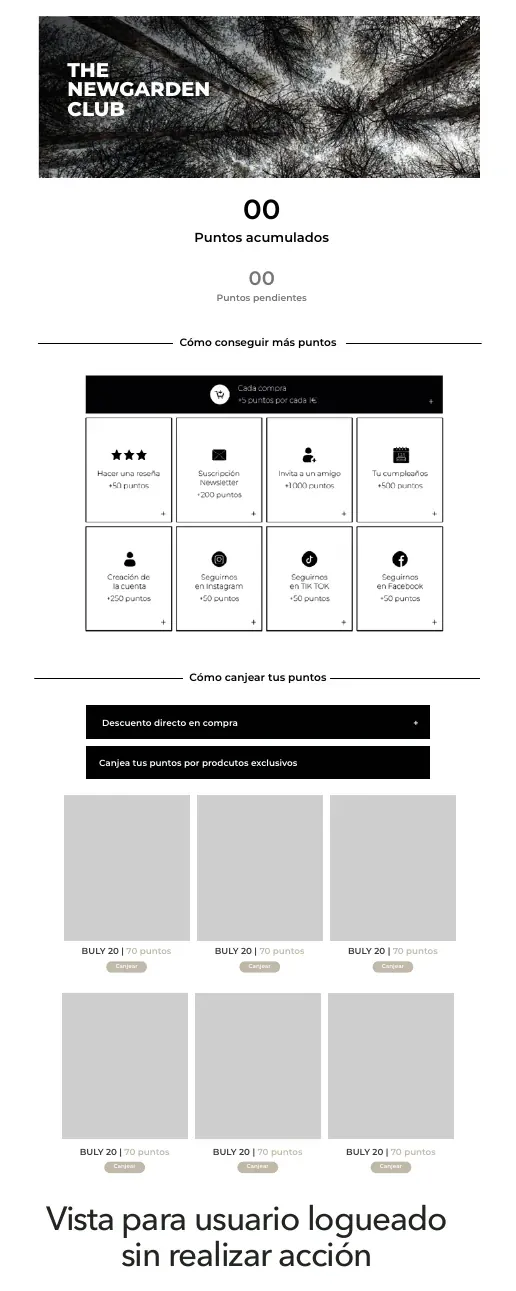 THE
NEWGARDEN
CLUB
00
Puntos acumulados
00
Puntos pendientes
Cómo conseguir más puntos
Cada compra
+5 puntos por cada 1€
+
Hacer una reseña
+50 puntos
+
Suscripción
Newsletter
+200 puntos
+
Invita a un amigo
+1000 puntos
+
Tu cumpleaños
+500 puntos
+
Creación de
la cuenta
+250 puntos
+
Seguirnos
en Instagram
+50 puntos
+
Seguirnos
en TIK TOK
+50 puntos
+
Seguirnos
en Facebook
+50 puntos
+
Cómo canjear tus puntos
Descuento directo en compra +
Canjea tus puntos por prodcutos exclusivos
BULY 20 | 70 puntos
Canjear
BULY 20 | 70 puntos
Canjear
BULY 20 | 70 puntos
Canjear
BULY 20 | 70 puntos
Canjear
BULY 20 | 70 puntos
Canjear
BULY 20 | 70 puntos
Canjear
Vista para usuario logueado
sin realizar acción